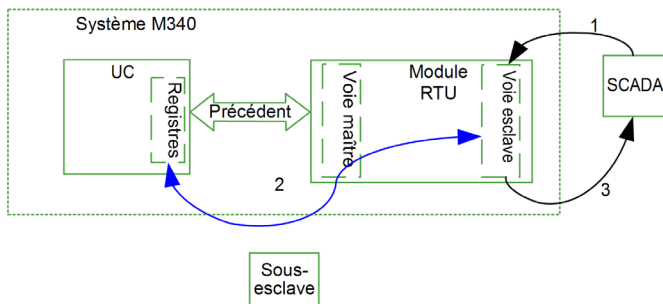 Système M340
UC
Registres
Précédent
Voie maître
Module
RTU
Voie esclave
1
SCADA
2
3
Sous-
esclave